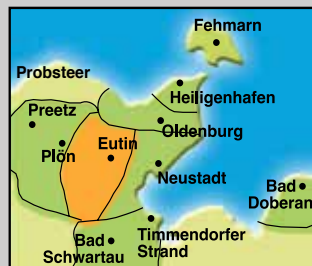 Fehmarn
Probsteer
Heiligenhafen
Preetz
Oldenburg
Eutin
Plön
Neustadt
Bad
Doberan
Bad
Schwartau
Timmendorfer
Strand